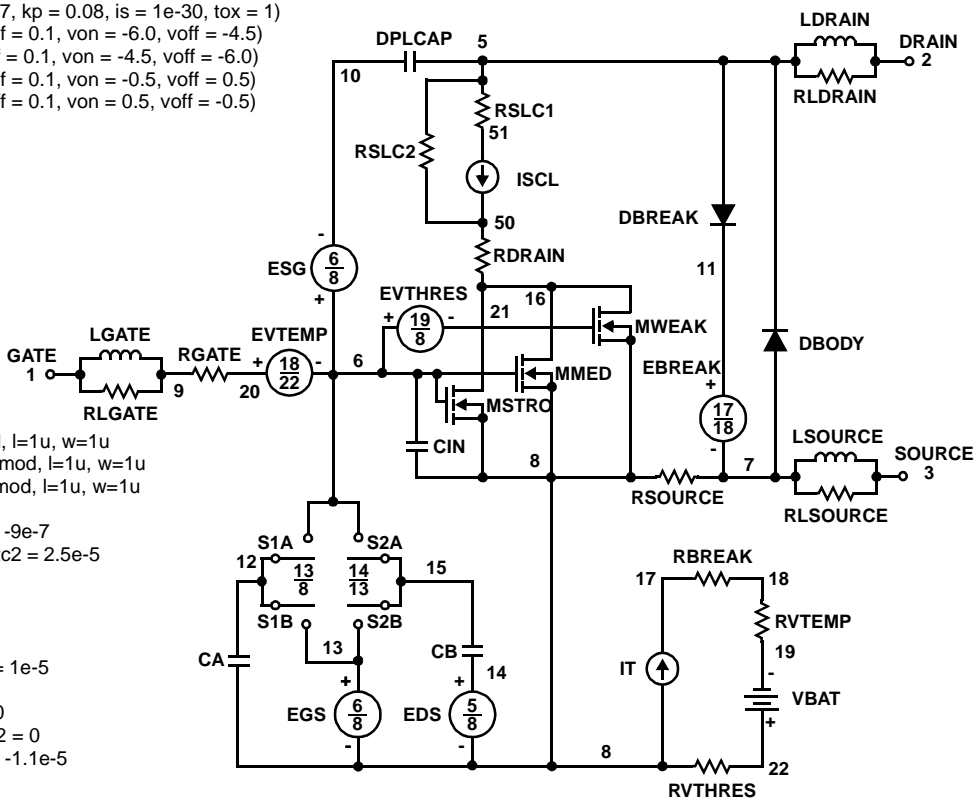 7, kp = 0.08, is = 1e-30, tox = 1)
f = 0.1, von = -6.0, voff = -4.5)
f = 0.1, von = -4.5, voff = -6.0)
f = 0.1, von = -0.5, voff = 0.5)
f = 0.1, von = 0.5, voff = -0.5)
DPLCAP
5
10
LDRAIN
DRAIN
2
RLDRAIN
RSLC1
51
RSLC2
ISCL
50
DBREAK
RDRAIN
11
-
ESG
6
8
+
EVTHRES
+
19
8
-
16
21
MWEAK
EBREAK
+
17
18
-
DBODY
LGATE
GATE
1
RLGATE
9
RGATE
20
EVTEMP
+
18
22
-
6
MMED
MSTRO
CIN
8
RSOURCE
7
LSOURCE
SOURCE
3
RLSOURCE
l, l=1u, w=1u
mod, l=1u, w=1u
mod, l=1u, w=1u
-9e-7
tc2 = 2.5e-5
= 1e-5
0
2 = 0
-1.1e-5
S1A
S2A
12
13
8
14
13
15
S1B
S2B
13
CA
CB
14
+
EGS
6
8
-
+
EDS
5
8
-
8
RBREAK
17
18
RVTEMP
19
IT
-
VBAT
+
22
RVTHRES